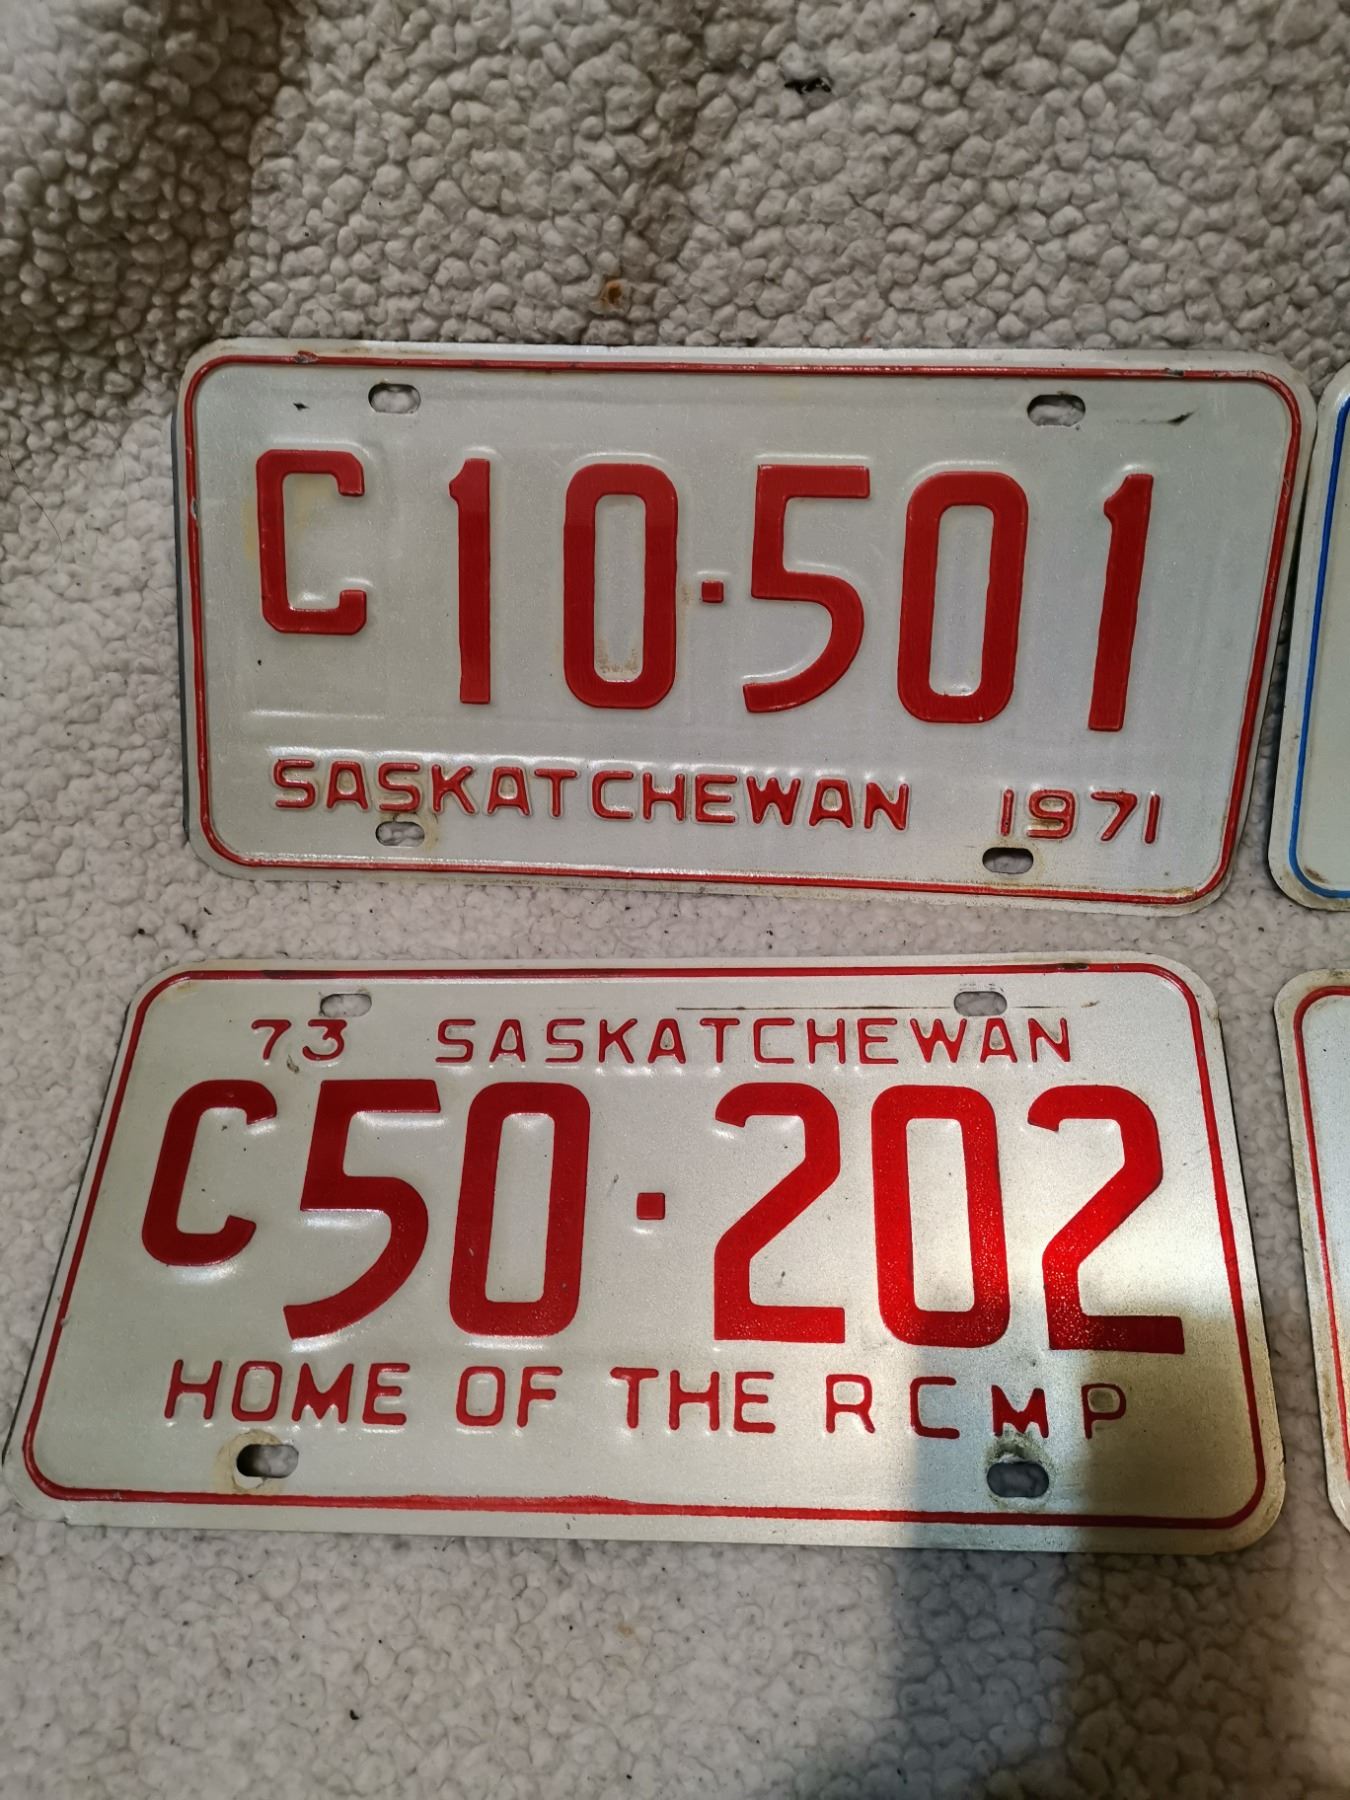 C10·501
SASKATCHEWAN 1971
73 SASKATCHEWAN
C50·202
HOME OF THE RCMP